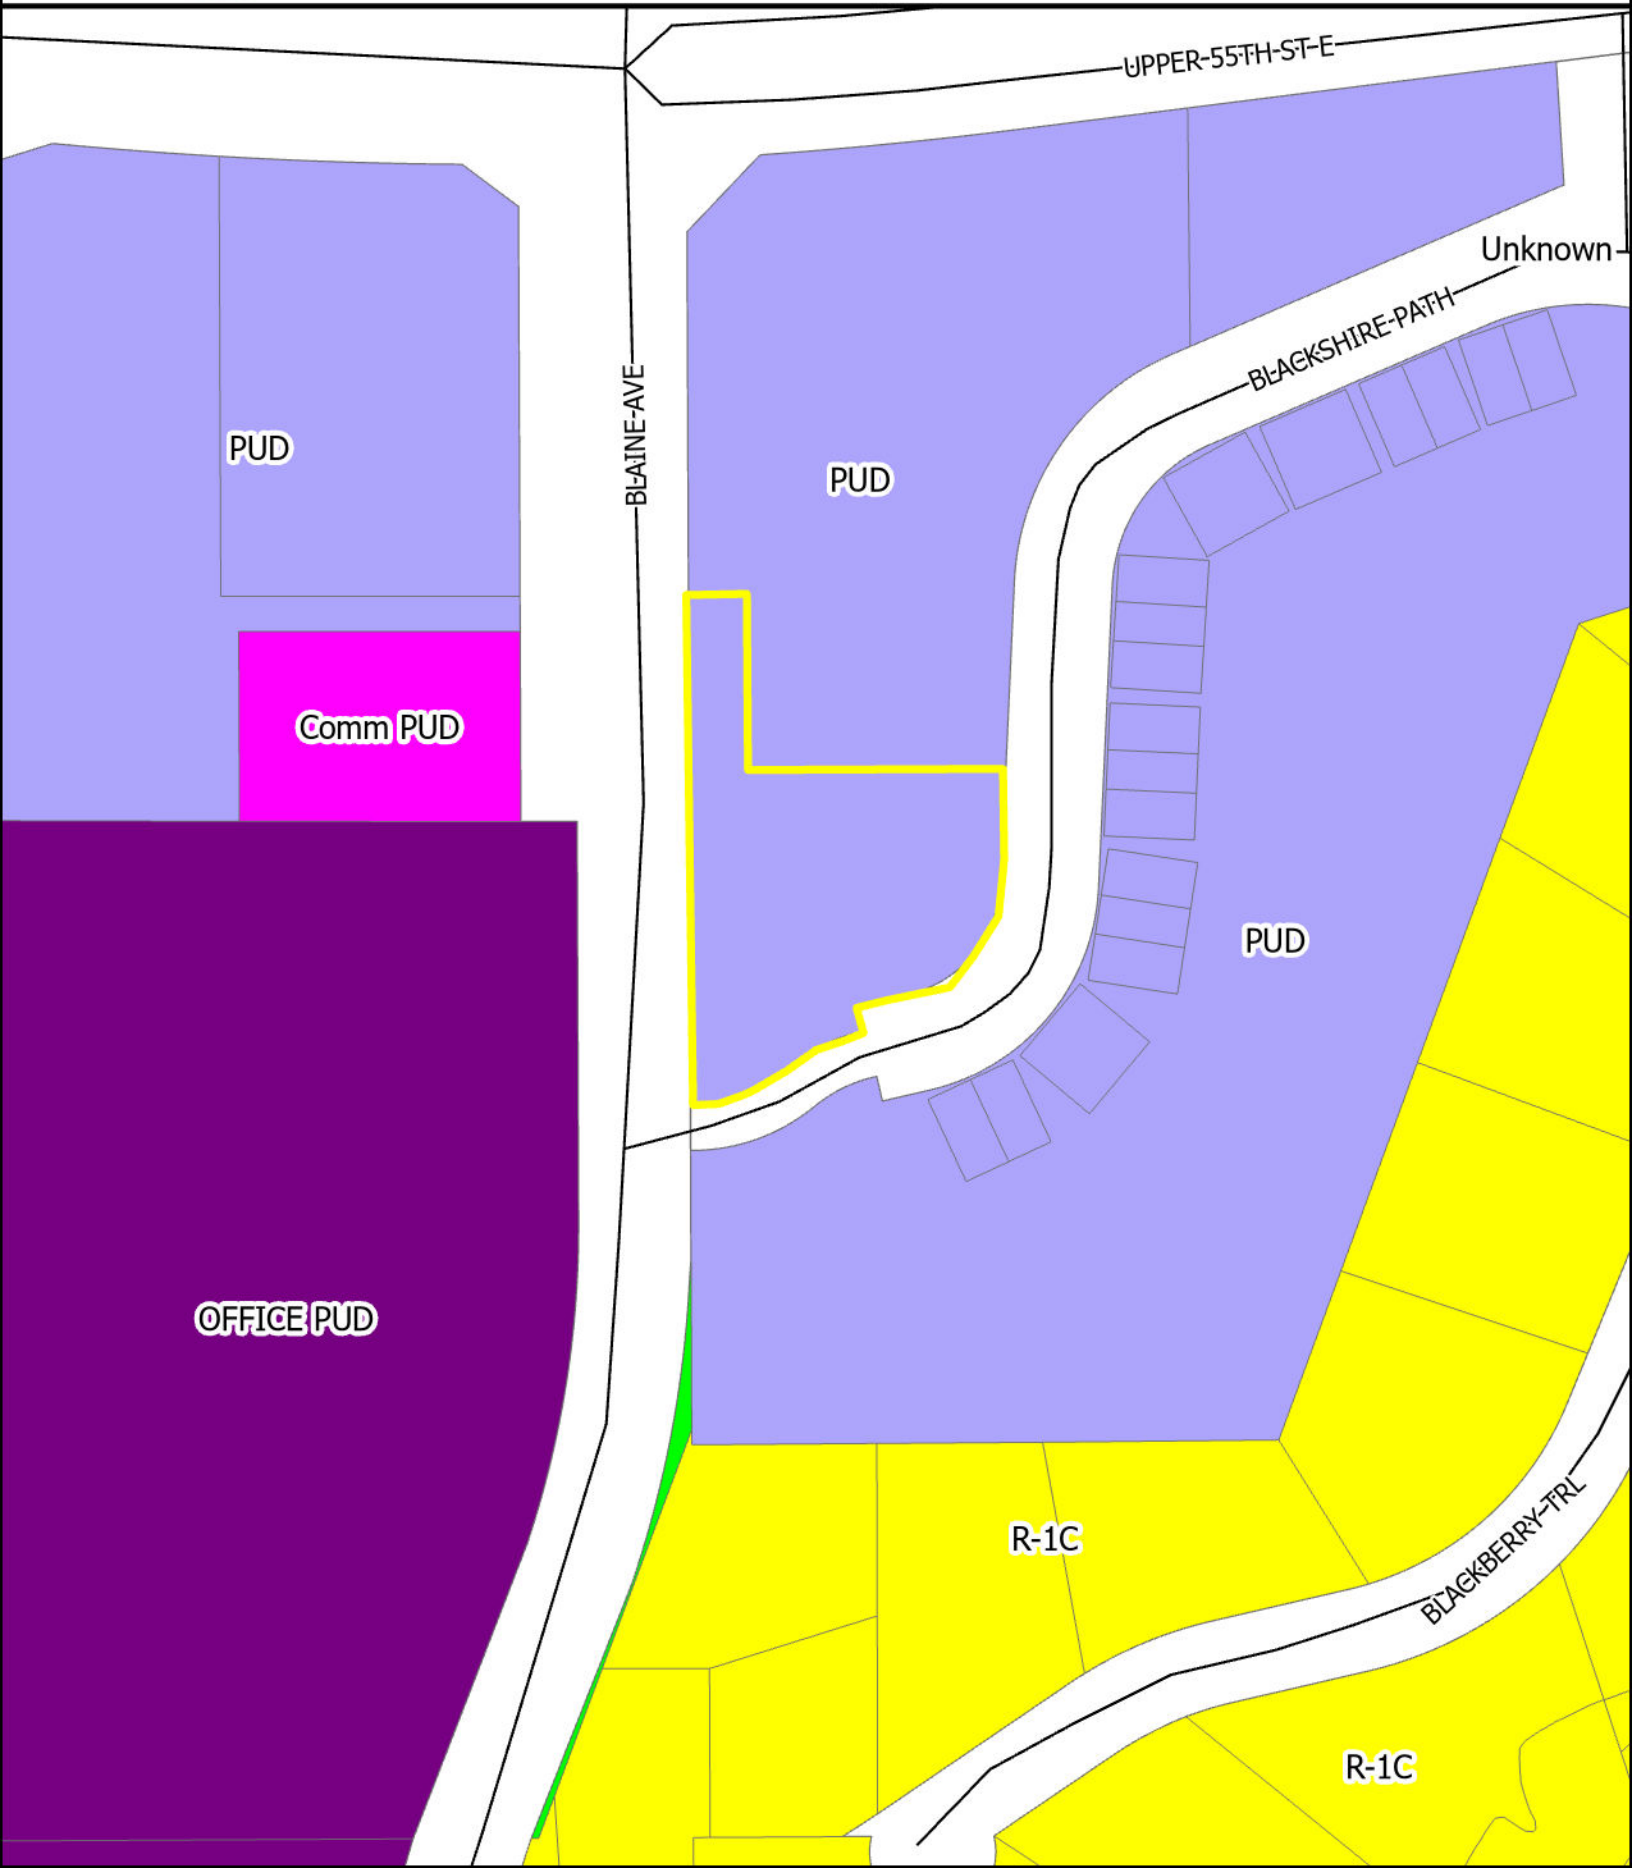 UPPER-55TH-ST-E
Unknown
BLACKSHIRE-PATH
BLAINE-AVE
PUD
PUD
Comm PUD
PUD
OFFICE PUD
R-1C
BLACKBERRY-TRL
R-1C